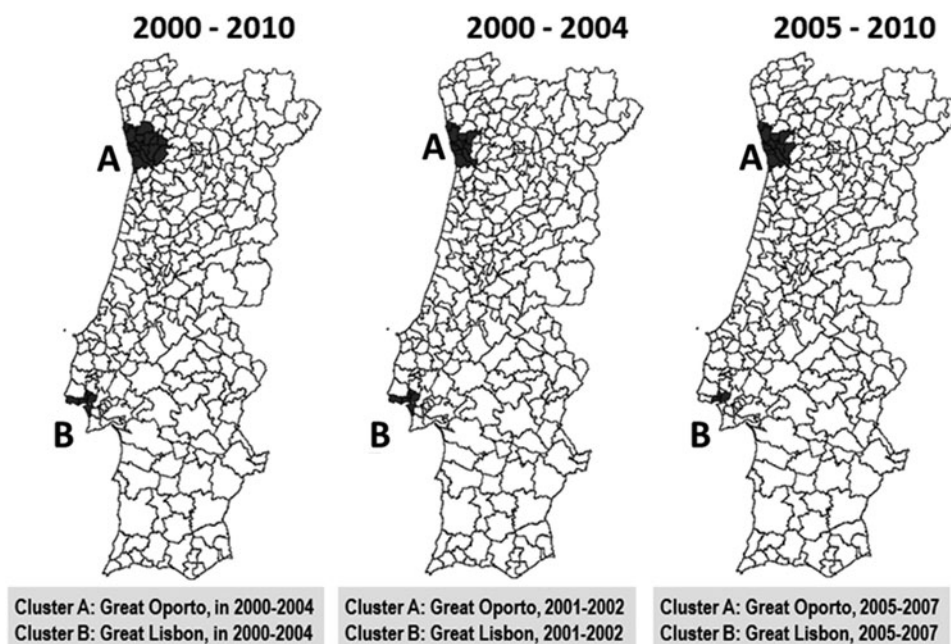 2000 - 2010
2000 - 2004
2005 - 2010
A
A
A
B
B
B
Cluster A: Great Oporto, in 2000-2004
Cluster B: Great Lisbon, in 2000-2004
Cluster A: Great Oporto, 2001-2002
Cluster B: Great Lisbon, 2001-2002
Cluster A: Great Oporto, 2005-2007
Cluster B: Great Lisbon, 2005-2007